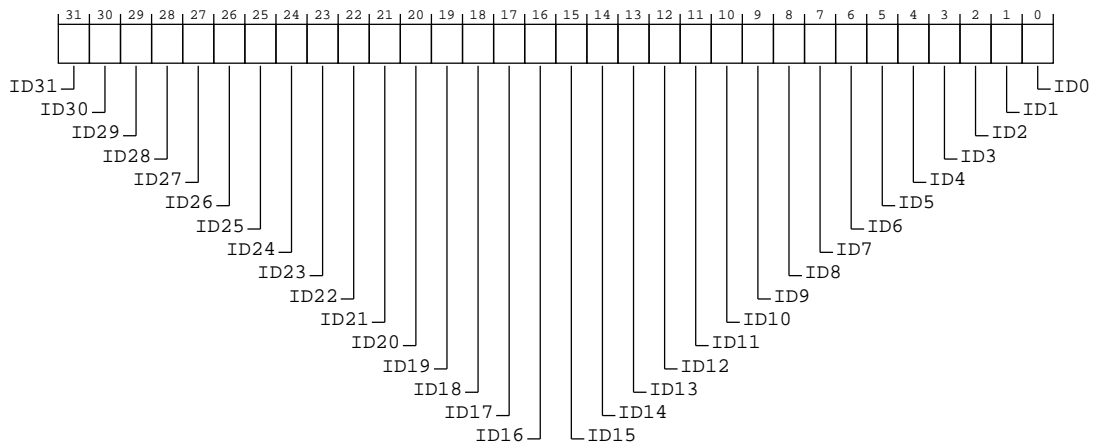 31 30 29 28 27 26 25 24 23 22 21 20 19 18 17 16 15 14 13 12 11 10 9 8 7 6 5 4 3 2 1 0
ID31 ID0
ID30 ID1
ID29 ID2
ID28 ID3
ID27 ID4
ID26 ID5
ID25 ID6
ID24 ID7
ID23 ID8
ID22 ID9
ID21 ID10
ID20 ID11
ID19 ID12
ID18 ID13
ID17 ID14
ID16 ID15